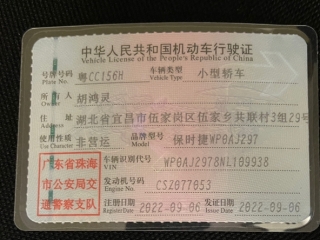 中华人民共和国机动车行驶证
Vehicle License of the People's Republic of China
号牌号码 粤CC156H 车辆类型 小型轿车
Plate No. Vehicle Type
所有人 胡鸿灵
Owner
住址 湖北省宜昌市伍家岗区伍家乡共联村3组29号
Address
使用性质 非营运 品牌型号 保时捷WP0AJ297
Use Character Model
广东省珠海 车辆识别代号 WP0AJ2978NL109938
VIN
市公安局交 发动机号码 CSZ077053
Engine No.
通警察支队 注册日期 2022-09-06 发证日期 2022-09-06
Register Date Issue Date